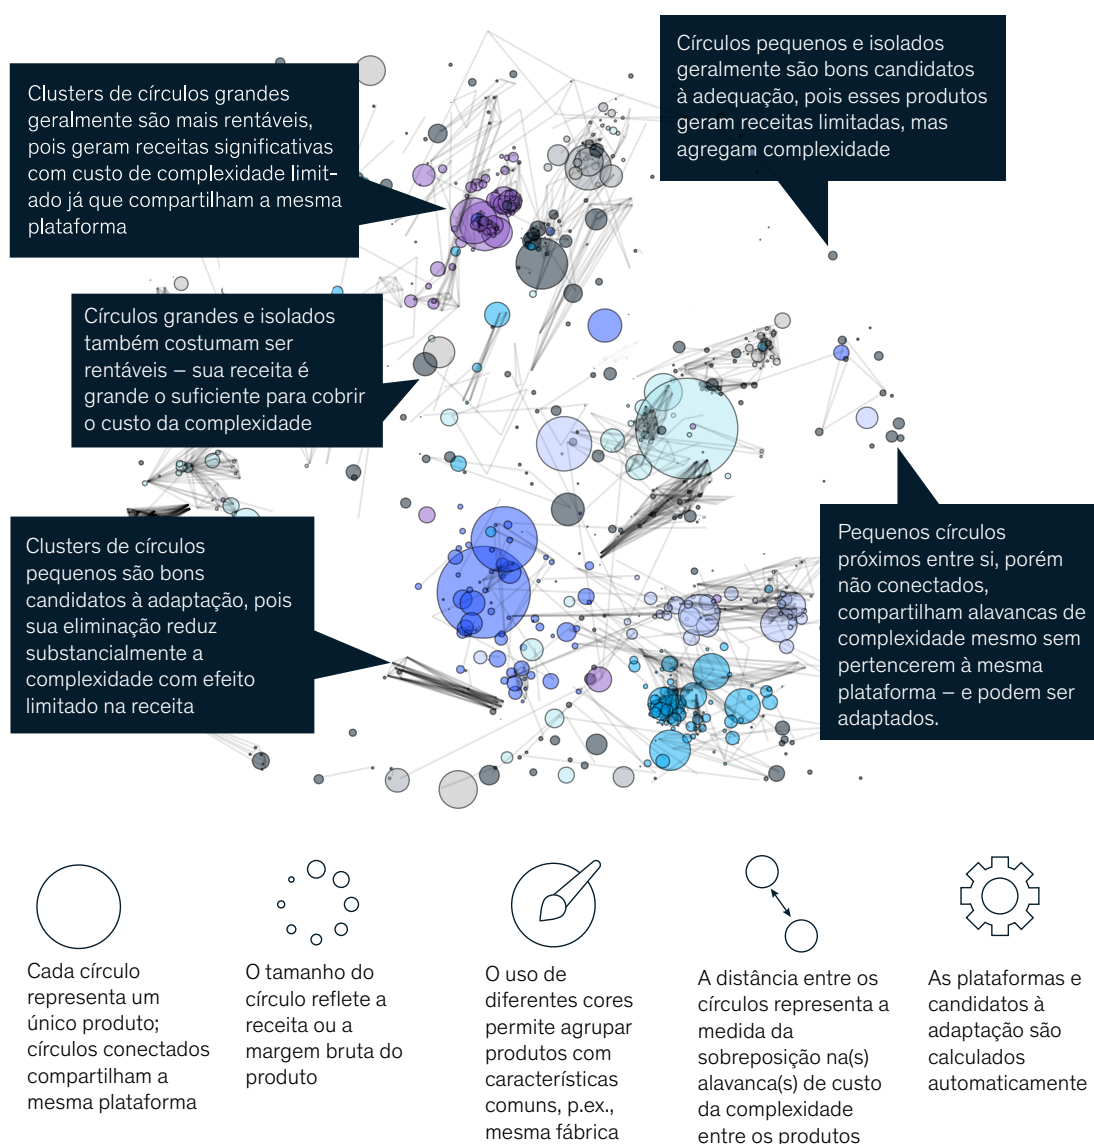 Clusters de círculos grandes
geralmente são mais rentáveis,
pois geram receitas significativas
com custo de complexidade limit-
ado já que compartilham a mesma
plataforma
Círculos pequenos e isolados
geralmente são bons candidatos
à adequação, pois esses produtos
geram receitas limitadas, mas
agregam complexidade
Círculos grandes e isolados
também costumam ser
rentáveis – sua receita é
grande o suficiente para cobrir
o custo da complexidade
Clusters de círculos
pequenos são bons
candidatos à adaptação, pois
sua eliminação reduz
substancialmente a
complexidade com efeito
limitado na receita
Pequenos círculos
próximos entre si, porém
não conectados,
compartilham alavancas de
complexidade mesmo sem
pertencerem à mesma
plataforma – e podem ser
adaptados.
Cada círculo
representa um
único produto;
círculos conectados
compartilham a
mesma plataforma
O tamanho do
círculo reflete a
receita ou a
margem bruta do
produto
O uso de
diferentes cores
permite agrupar
produtos com
características
comuns, p.ex.,
mesma fábrica
A distância entre os
círculos representa a
medida da
sobreposição na(s)
alavanca(s) de custo
da complexidade
entre os produtos
As plataformas e
candidatos à
adaptação são
calculados
automaticamente